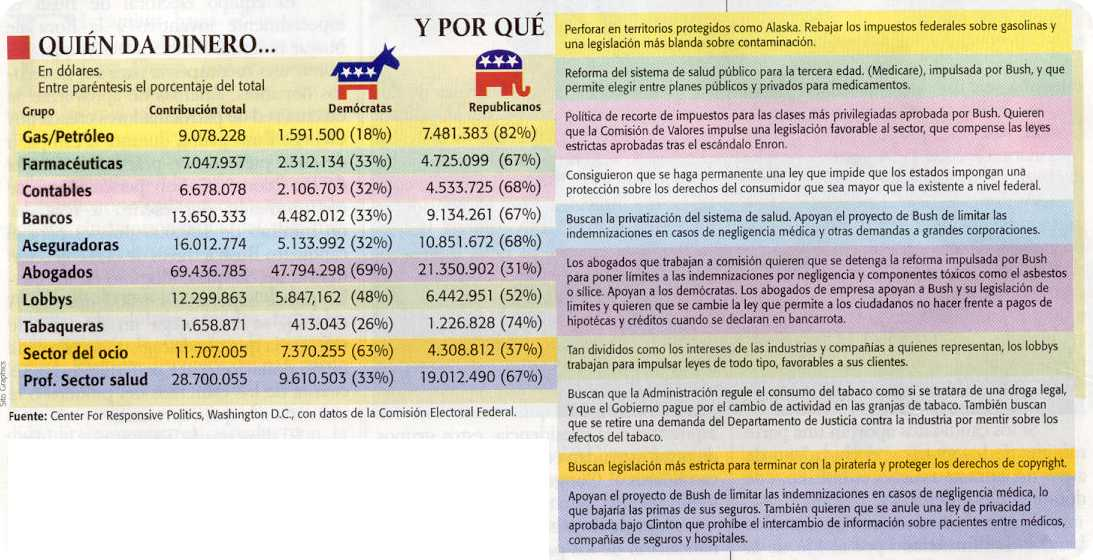 QUIÉN DA DINERO...
Y POR QUÉ
En dólares.
Entre paréntesis el porcentaje del total
Grupo Contribución total Demócratas Republicanos
Gas/Petróleo 9.078.228 1.591.500 (18%) 7.481.383 (82%)
Farmacéuticas 7.047.937 2.312.134 (33%) 4.725.099 (67%)
Contables 6.678.078 2.106.703 (32%) 4.533.725 (68%)
Bancos 13.650.333 4.482.012 (33%) 9.134.261 (67%)
Aseguradoras 16.012.774 5.133.992 (32%) 10.851.672 (68%)
Abogados 69.436.785 47.794.298 (69%) 21.350.902 (31%)
Lobbys 12.299.863 5.847,162 (48%) 6.442.951 (52%)
Tabaqueras 1.658.871 413.043 (26%) 1.226.828 (74%)
Sector del ocio 11.707.005 7.370.255 (63%) 4.308.812 (37%)
Prof. Sector salud 28.700.055 9.610.503 (33%) 19.012.490 (67%)
Sito Graphics
Fuente: Center For Responsive Politics, Washington D.C., con datos de la Comisión Electoral Federal.
Perforar en territorios protegidos como Alaska. Rebajar los impuestos federales sobre gasolinas y
una legislación más blanda sobre contaminación.
Reforma del sistema de salud público para la tercera edad. (Medicare), impulsada por Bush, y que
permite elegir entre planes públicos y privados para medicamentos.
Política de recorte de impuestos para las clases más privilegiadas aprobada por Bush. Quieren
que la Comisión de Valores impulse una legislación favorable al sector, que compense las leyes
estrictas aprobadas tras el escándalo Enron.
Consiguieron que se haga permanente una ley que impide que los estados impongan una
protección sobre los derechos del consumidor que sea mayor que la existente a nivel federal.
Buscan la privatización del sistema de salud. Apoyan el proyecto de Bush de limitar las
indemnizaciones en casos de negligencia médica y otras demandas a grandes corporaciones.
Los abogados que trabajan a comisión quieren que se detenga la reforma impulsada por Bush
para poner límites a las indemnizaciones por negligencia y componentes tóxicos como el asbestos
o sílice. Apoyan a los demócratas. Los abogados de empresa apoyan a Bush y su legislación de
límites y quieren que se cambie la ley que permite a los ciudadanos no hacer frente a pagos de
hipotécas y créditos cuando se declaran en bancarrota.
Tan divididos como los intereses de las industrias y compañías a quienes representan, los lobbys
trabajan para impulsar leyes de todo tipo, favorables a sus clientes.
Buscan que la Administración regule el consumo del tabaco como si se tratara de una droga legal,
y que el Gobierno pague por el cambio de actividad en las granjas de tabaco. También buscan
que se retire una demanda del Departamento de Justicia contra la industria por mentir sobre los
efectos del tabaco.
Buscan legislación más estricta para terminar con la piratería y proteger los derechos de copyright.
Apoyan el proyecto de Bush de limitar las indemnizaciones en casos de negligencia médica, lo
que bajaría las primas de sus seguros. También quieren que se anule una ley de privacidad
aprobada bajo Clinton que prohíbe el intercambio de información sobre pacientes entre médicos,
compañías de seguros y hospitales.